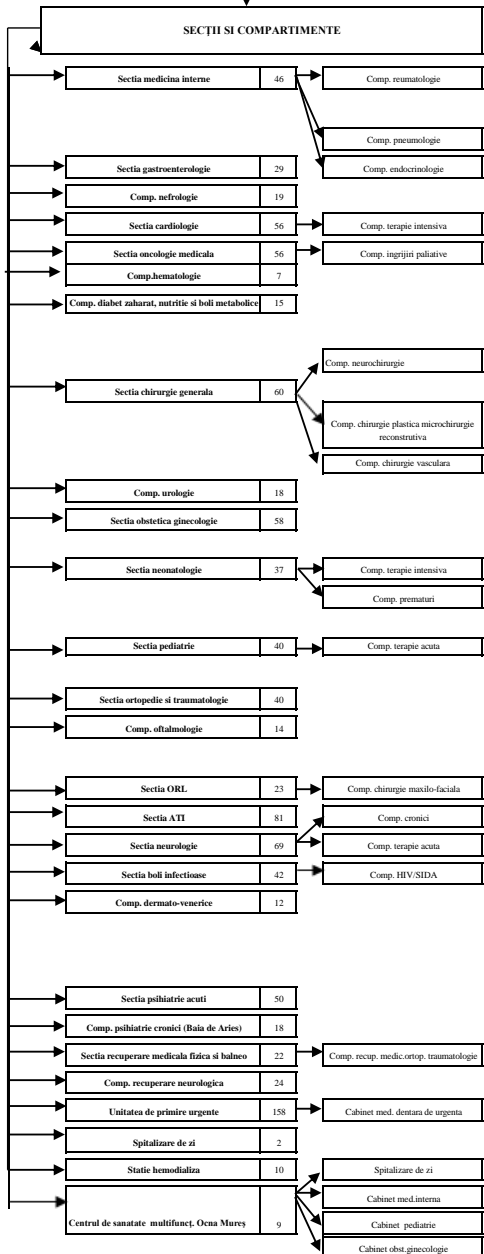 SECȚII SI COMPARTIMENTE
Sectia medicina interne 46 Comp. reumatologie
Comp. pneumologie
Sectia gastroenterologie 29 Comp. endocrinologie
Comp. nefrologie 19
Sectia cardiologie 56 Comp. terapie intensiva
Sectia oncologie medicala 56 Comp. ingrijiri paliative
Comp.hematologie 7
Comp. diabet zaharat, nutritie si boli metabolice 15
Comp. neurochirurgie
Sectia chirurgie generala 60
Comp. chirurgie plastica microchirurgie
reconstrutiva
Comp. chirurgie vasculara
Comp. urologie 18
Sectia obstetica ginecologie 58
Sectia neonatologie 37 Comp. terapie intensiva
Comp. prematuri
Sectia pediatrie 40 Comp. terapie acuta
Sectia ortopedie si traumatologie 40
Comp. oftalmologie 14
Sectia ORL 23 Comp. chirurgie maxilo-faciala
Sectia ATI 81 Comp. cronici
Sectia neurologie 69 Comp. terapie acuta
Sectia boli infectioase 42 Comp. HIV/SIDA
Comp. dermato-venerice 12
Sectia psihiatrie acuti 50
Comp. psihiatrie cronici (Baia de Aries) 18
Sectia recuperare medicala fizica si balneo 22 Comp. recup. medic.ortop. traumatologie
Comp. recuperare neurologica 24
Unitatea de primire urgente 158 Cabinet med. dentara de urgenta
Spitalizare de zi 2
Statie hemodializa 10 Spitalizare de zi
Cabinet med.interna
Centrul de sanatate multifuncț. Ocna Mureș 9 Cabinet pediatrie
Cabinet obst.ginecologie